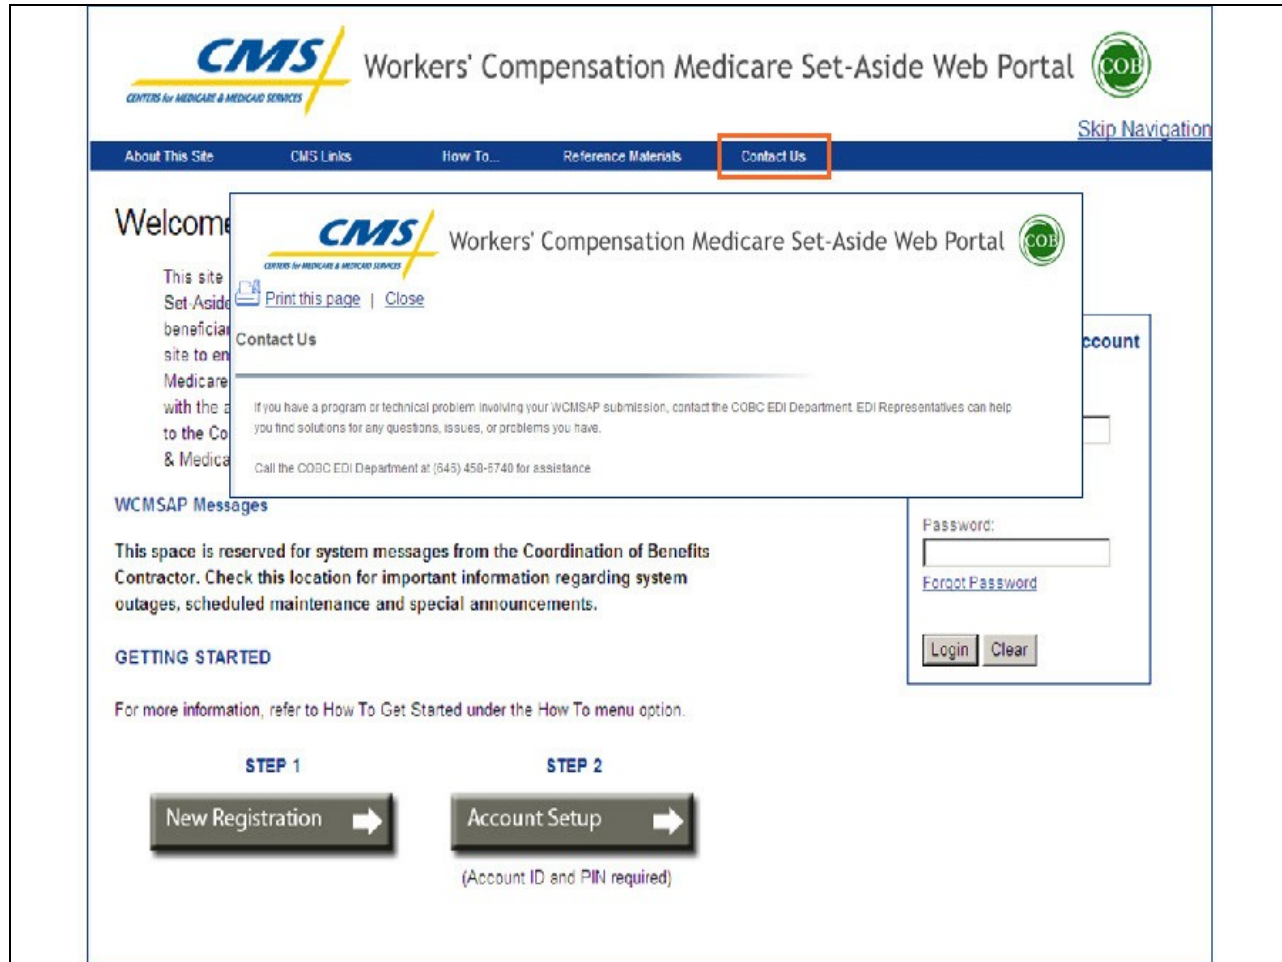 CMS
CENTERS for MEDICARE & MEDICAID SERVICES
Workers' Compensation Medicare Set-Aside Web Portal
COB
Skip Navigation
About This Site CMS Links How To... Reference Materials Contact Us
Welcome
This site
Set-Aside
beneficiar
site to en
Medicare
with the a
to the Co
& Medica
CMS
CENTERS for MEDICARE & MEDICAID SERVICES
Workers' Compensation Medicare Set-Aside Web Portal
COB
Print this page | Close
Contact Us
If you have a program or technical problem involving your WCMSAP submission, contact the COBC EDI Department. EDI Representatives can help
you find solutions for any questions, issues, or problems you have.
Call the COBC EDI Department at (646) 458-6740 for assistance
ccount
WCMSAP Messages
This space is reserved for system messages from the Coordination of Benefits
Contractor. Check this location for important information regarding system
outages, scheduled maintenance and special announcements.
Password:
Forgot Password
Login Clear
GETTING STARTED
For more information, refer to How To Get Started under the How To menu option.
STEP 1
New Registration
STEP 2
Account Setup
(Account ID and PIN required)